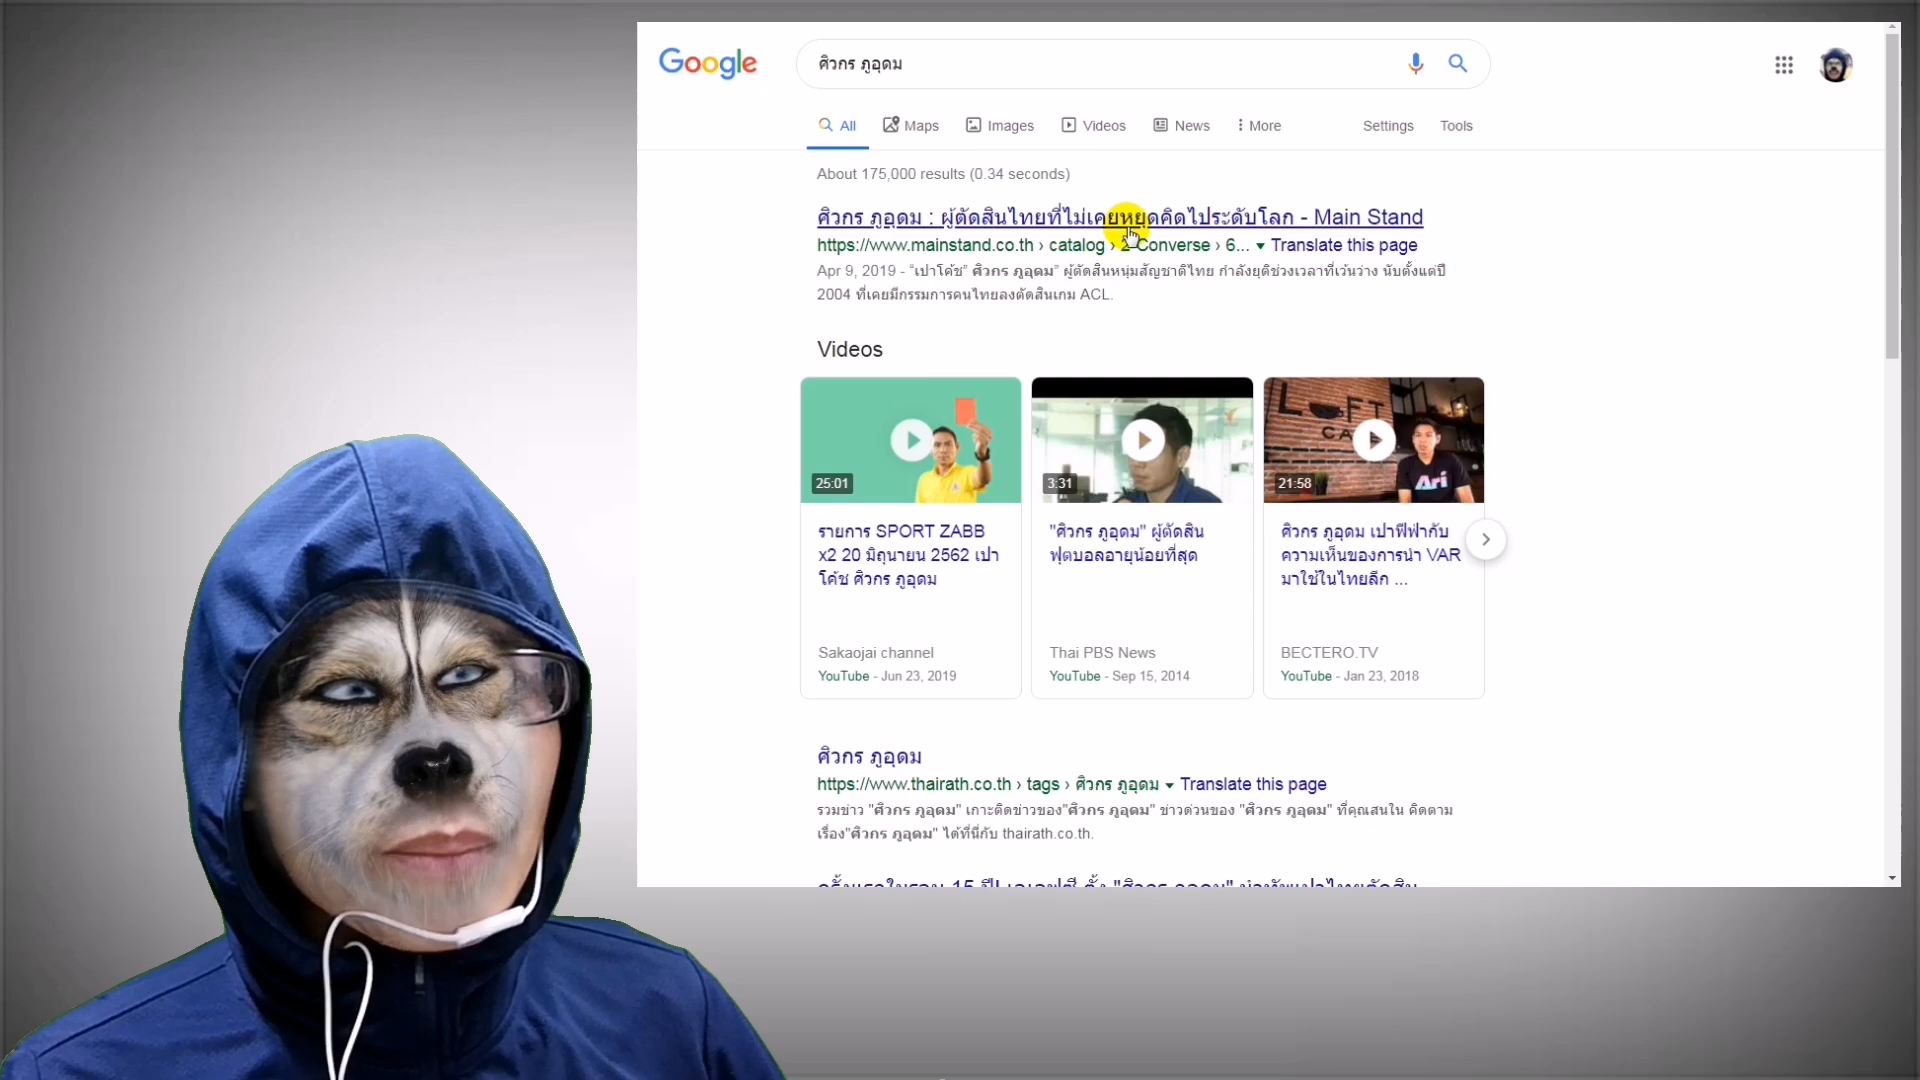 Google
ศิวกร ภูอุดม
All
Maps
Images
Videos
News
More
Settings
Tools
About 175,000 results (0.34 seconds)
ศิวกร ภูอุดม : ผู้ตัดสินไทยที่ไม่เคยหยุดคิดไประดับโลก - Main Stand
https://www.mainstand.co.th › catalog › 2-Converse › 6... Translate this page
Apr 9, 2019 - “เปาโค้ช” ศิวกร ภูอุดม” ผู้ตัดสินหนุ่มสัญชาติไทย กำลังยุติช่วงเวลาที่เว้นว่าง นับตั้งแต่ปี
2004 ที่เคยมีกรรมการคนไทยลงตัดสินเกม ACL.
Videos
LOFT
CA
Ari
25:01
3:31
21:58
รายการ SPORT ZABB
x2 20 มิถุนายน 2562 เปา
โค้ช ศิวกร ภูอุดม
Sakaojai channel
YouTube - Jun 23, 2019
"ศิวกร ภูอุดม" ผู้ตัดสิน
ฟุตบอลอายุน้อยที่สุด
Thai PBS News
YouTube - Sep 15, 2014
ศิวกร ภูอุดม เปาฟีฟ่ากับ
ความเห็นของการนำ VAR
มาใช้ในไทยลีก ...
BECTERO.TV
YouTube - Jan 23, 2018
ศิวกร ภูอุดม
https://www.thairath.co.th › tags › ศิวกร ภูอุดม Translate this page
รวมข่าว "ศิวกร ภูอุดม" เกาะติดข่าวของ"ศิวกร ภูอุดม" ข่าวด่วนของ "ศิวกร ภูอุดม" ที่คุณสนใจ ติดตาม
เรื่อง"ศิวกร ภูอุดม" ได้ที่นี่กับ thairath.co.th.